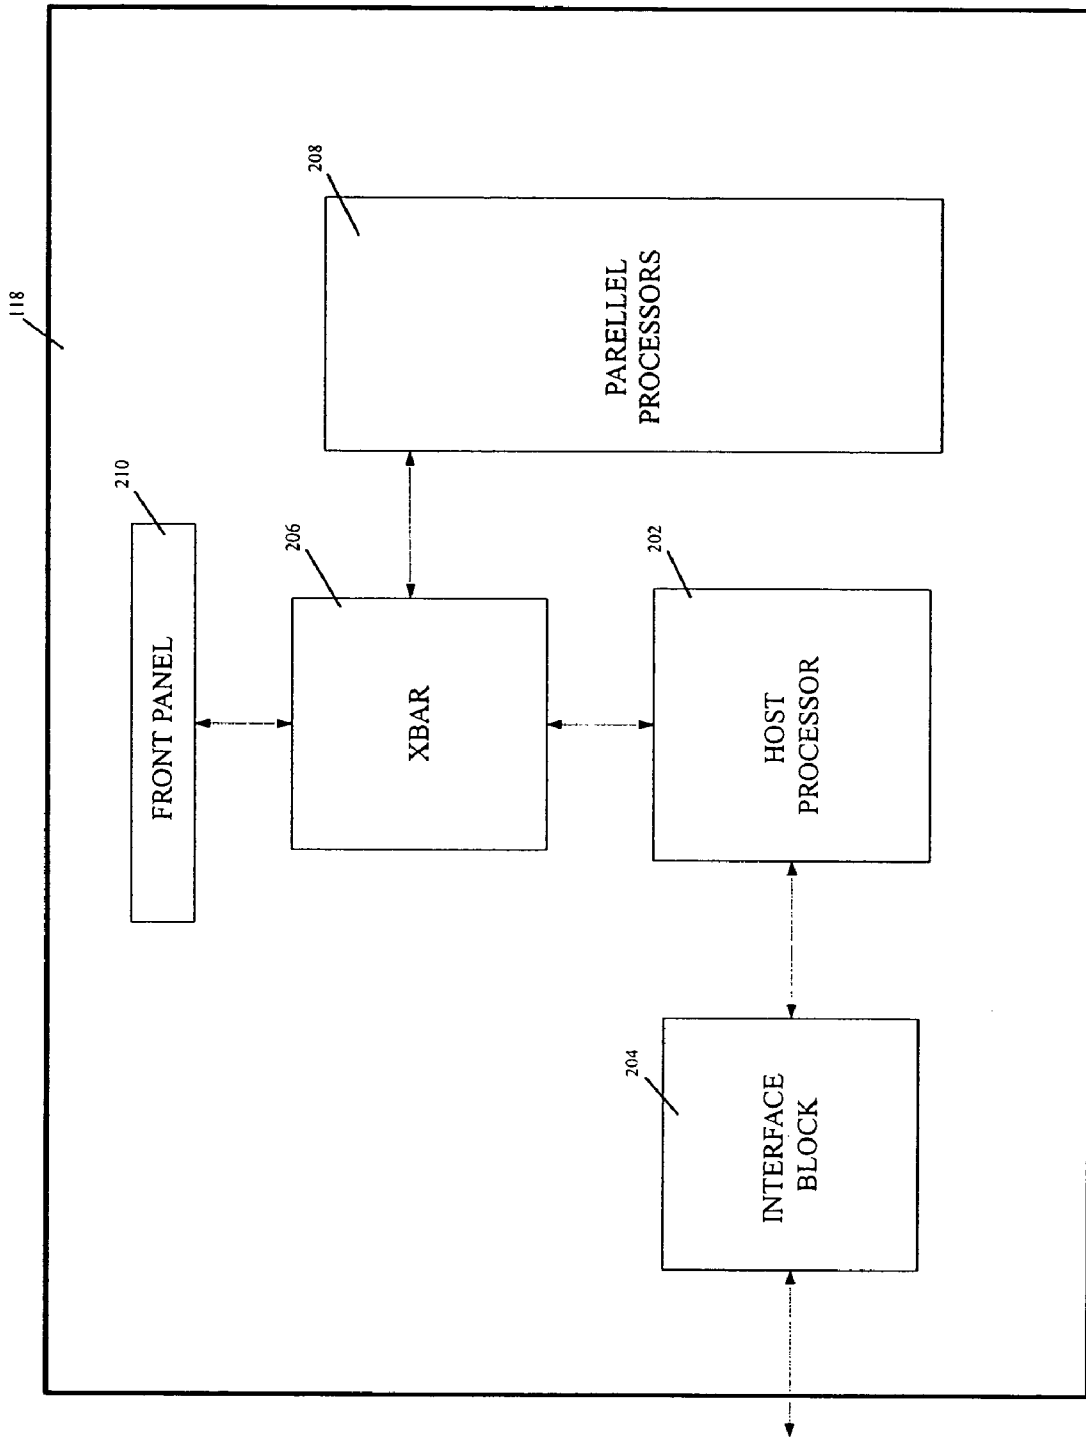 118
208
PARELLEL
PROCESSORS
210
FRONT PANEL
206
XBAR
202
HOST
PROCESSOR
204
INTERFACE
BLOCK